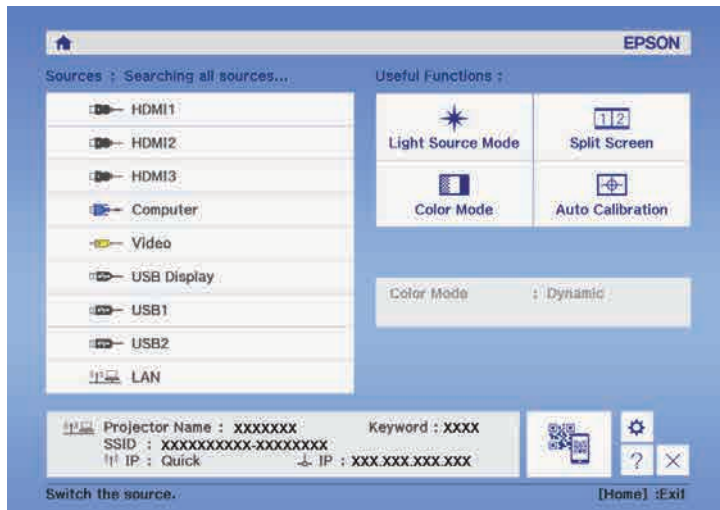 EPSON
Sources : Searching all sources...
Useful Functions :
HDMI1
HDMI2
HDMI3
Computer
Video
USB Display
USB1
USB2
LAN
Light Source Mode
1 2
Split Screen
Color Mode
Auto Calibration
Color Mode : Dynamic
Projector Name : XXXXXXX Keyword : XXXX
SSID : XXXXXXXXXX-XXXXXXXX
IP : Quick IP : XXX.XXX.XXX.XXX
?
Switch the source. [Home] :Exit